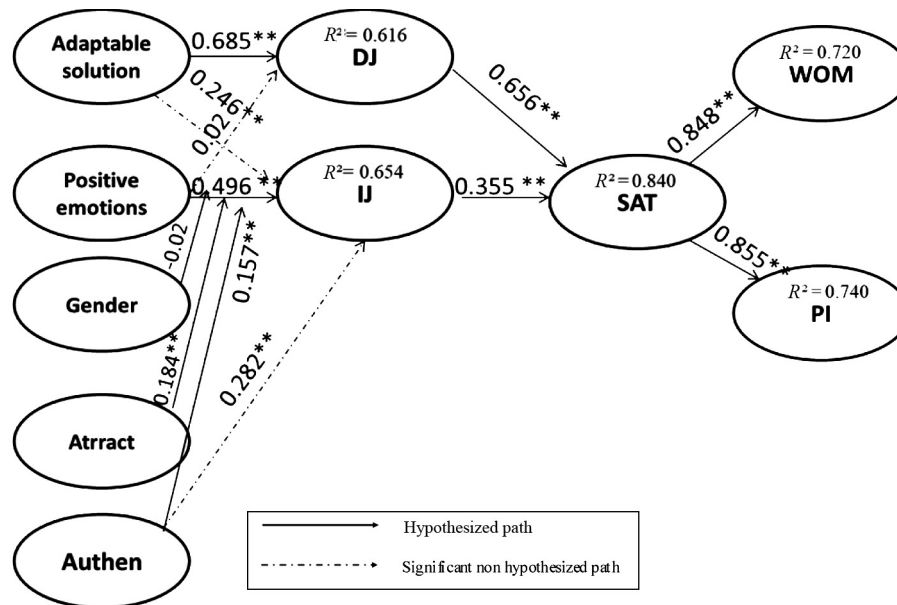 Adaptable
solution
0.685 **
R² = 0.616
DJ
R² = 0.720
WOM
0.246**
0.02
0.656**
0.848**
Positive
emotions
0.496 **
R² = 0.654
IJ
0.355 **
R² = 0.840
SAT
-0.02
0.157**
0.855**
Gender
R² = 0.740
PI
0.184**
0.282**
Atrract
Authen
Hypothesized path
Significant non hypothesized path